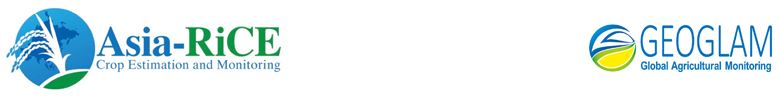 Asia-RiCE
Crop Estimation and Monitoring
GEOGLAM
Global Agricultural Monitoring